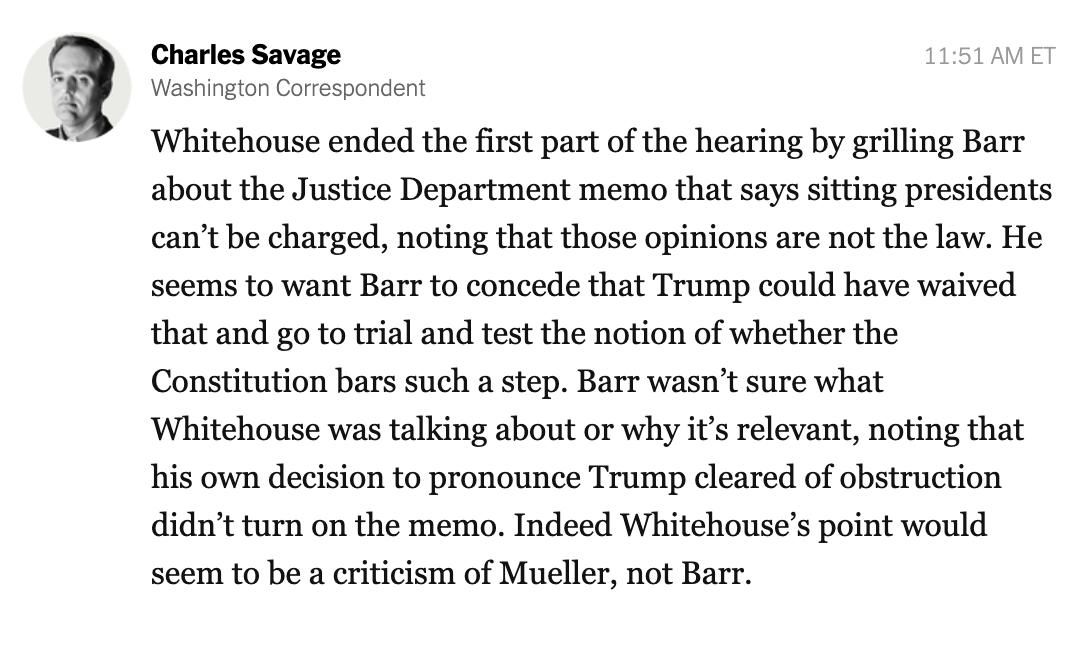 Charles Savage
11:51 AM ET
Washington Correspondent
Whitehouse ended the first part of the hearing by grilling Barr
about the Justice Department memo that says sitting presidents
can’t be charged, noting that those opinions are not the law. He
seems to want Barr to concede that Trump could have waived
that and go to trial and test the notion of whether the
Constitution bars such a step. Barr wasn’t sure what
Whitehouse was talking about or why it’s relevant, noting that
his own decision to pronounce Trump cleared of obstruction
didn’t turn on the memo. Indeed Whitehouse’s point would
seem to be a criticism of Mueller, not Barr.